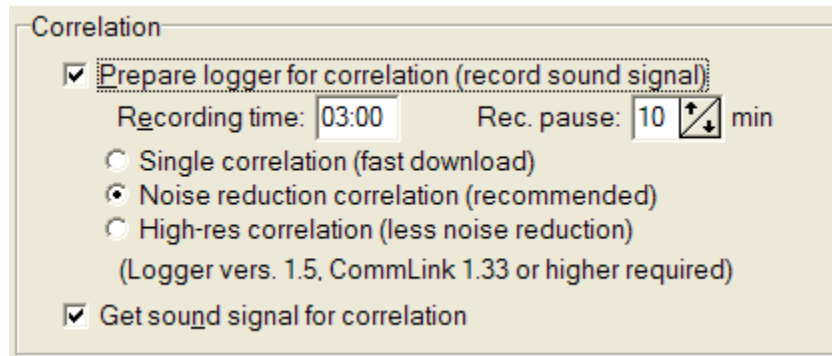 Correlation
Prepare logger for correlation (record sound signal)
Recording time: 03:00 Rec. pause: 10 min
Single correlation (fast download)
Noise reduction correlation (recommended)
High-res correlation (less noise reduction)
(Logger vers. 1.5, CommLink 1.33 or higher required)
Get sound signal for correlation